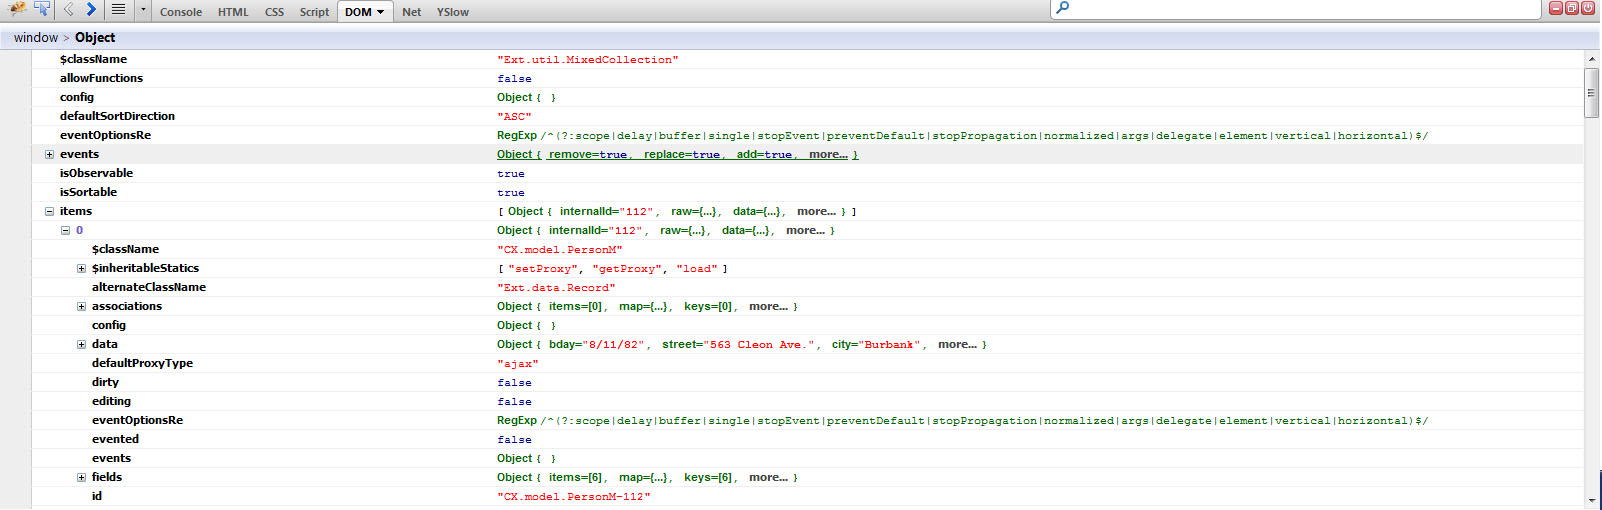 Console HTML CSS Script DOM Net YSlow
window > Object
$className "Ext.util.MixedCollection"
allowFunctions false
config Object { }
defaultSortDirection "ASC"
eventOptionsRe RegExp /^(?:scope|delay|buffer|single|stopEvent|preventDefault|stopPropagation|normalized|args|delegate|element|vertical|horizontal)$/
events Object { remove=true, replace=true, add=true, more... }
isObservable true
isSortable true
items [ Object { internalId="112", raw={...}, data={...}, more... } ]
0 Object { internalId="112", raw={...}, data={...}, more... }
$className "CX.model.PersonM"
$inheritableStatics [ "setProxy", "getProxy", "load" ]
alternateClassName "Ext.data.Record"
associations Object { items=[0], map={...}, keys=[0], more... }
config Object { }
data Object { bday="8/11/82", street="563 Cleon Ave.", city="Burbank", more... }
defaultProxyType "ajax"
dirty false
editing false
eventOptionsRe RegExp /^(?:scope|delay|buffer|single|stopEvent|preventDefault|stopPropagation|normalized|args|delegate|element|vertical|horizontal)$/
evented false
events Object { }
fields Object { items=[6], map={...}, keys=[6], more... }
id "CX.model.PersonM-112"